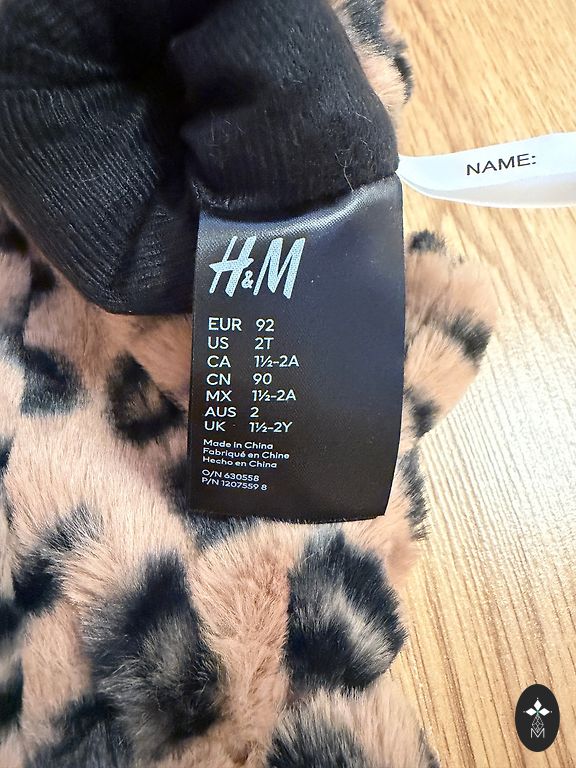 NAME:
H&M
EUR 92
US 2T
CA 1½-2A
CN 90
MX 1½-2A
AUS 2
UK 1½-2Y
Made in China
Fabriqué en Chine
Hecho en China
O/N 630558
P/N 1207559 8
M